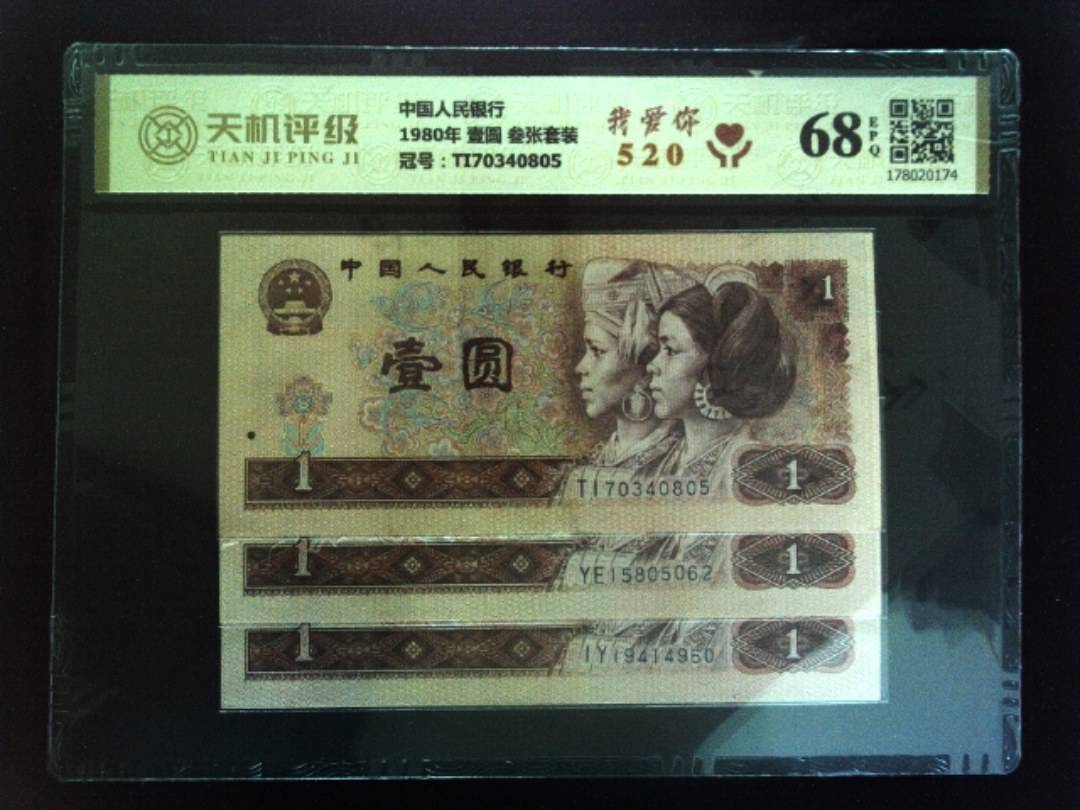 天机评级
TIAN JI PING JI
中国人民银行
1980年 壹圆 叁张套装
冠号：TI70340805
我爱你
520
68
EPQ
178020174
中国人民银行
1
壹圆
1
TI70340805
1
1
YE15805062
1
1
IY19414960
1